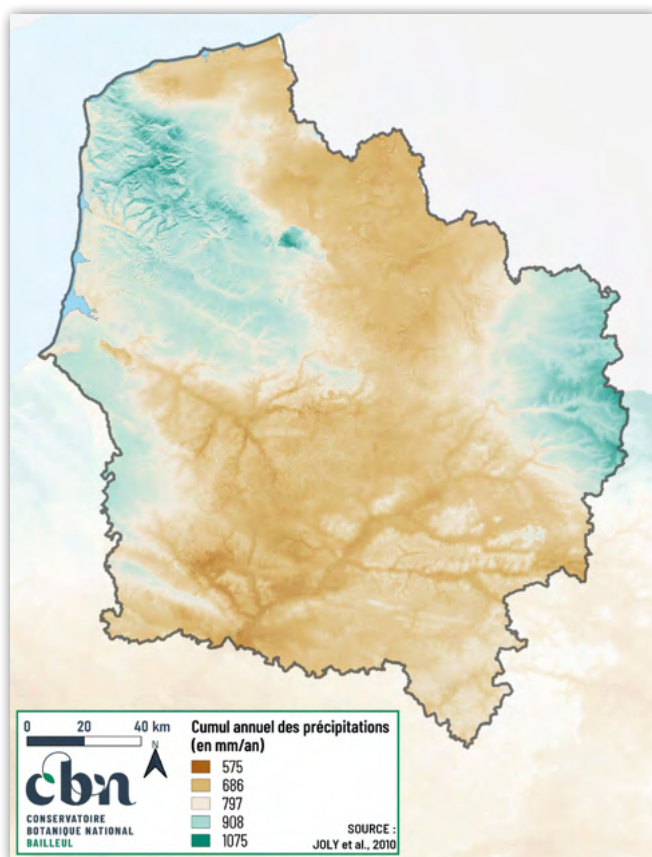 0 20 40 km
N
cbn
CONSERVATOIRE
BOTANIQUE NATIONAL
BAILLEUL
Cumul annuel des précipitations
(en mm/an)
575
686
797
908
1075
SOURCE :
JOLY et al., 2010